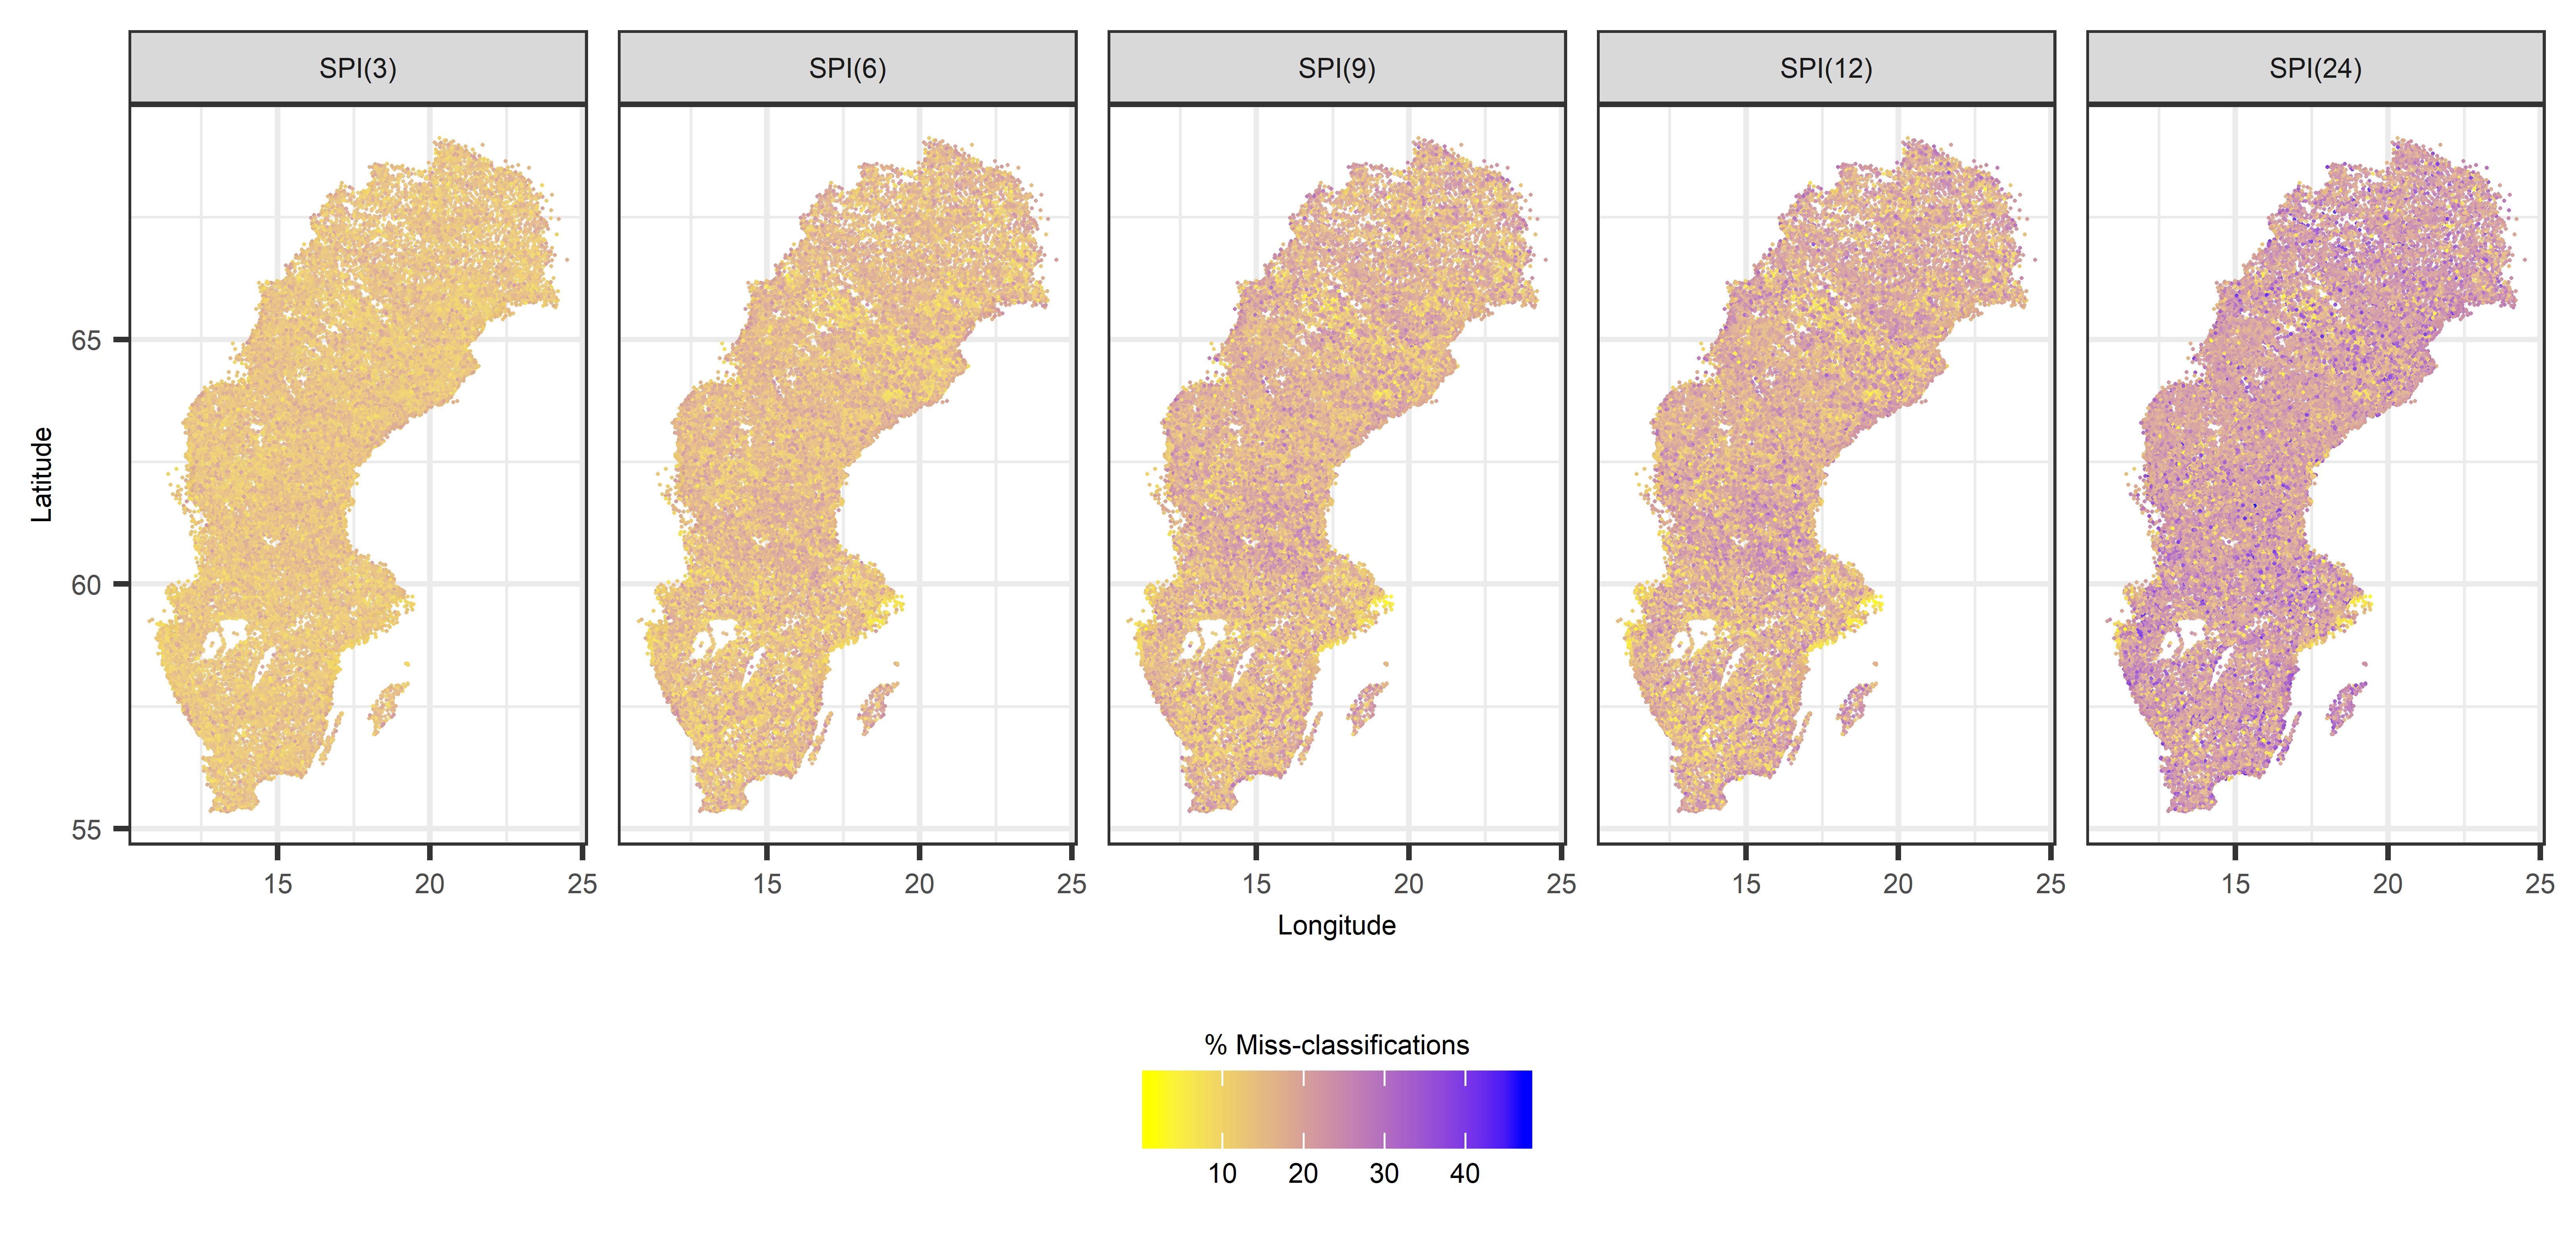 SPI(3) SPI(6) SPI(9) SPI(12) SPI(24)
Latitude
65
60
55
15 20 25 15 20 25 15 20 25 15 20 25 15 20 25
Longitude
% Miss-classifications
10 20 30 40